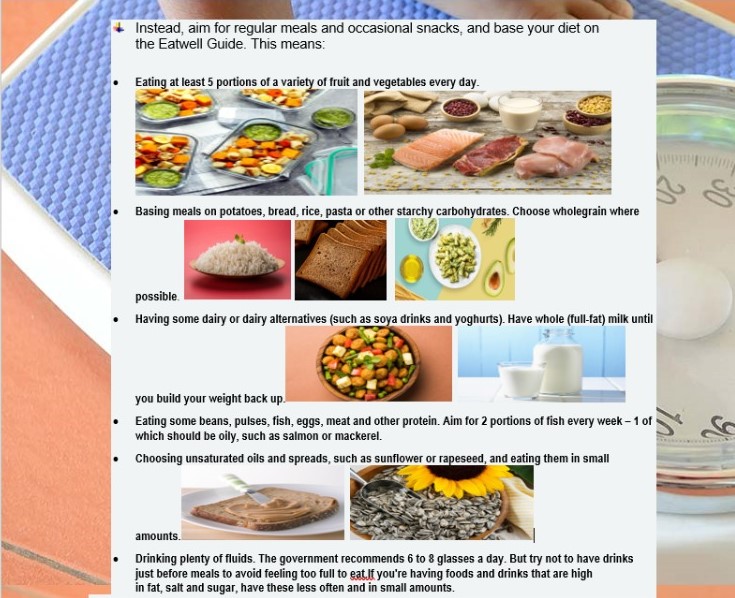 Instead, aim for regular meals and occasional snacks, and base your diet on
the Eatwell Guide. This means:
Eating at least 5 portions of a variety of fruit and vegetables every day.
Basing meals on potatoes, bread, rice, pasta or other starchy carbohydrates. Choose wholegrain where
possible.
Having some dairy or dairy alternatives (such as soya drinks and yoghurts). Have whole (full-fat) milk until
you build your weight back up.
Eating some beans, pulses, fish, eggs, meat and other protein. Aim for 2 portions of fish every week – 1 of
which should be oily, such as salmon or mackerel.
Choosing unsaturated oils and spreads, such as sunflower or rapeseed, and eating them in small
amounts.
Drinking plenty of fluids. The government recommends 6 to 8 glasses a day. But try not to have drinks
just before meals to avoid feeling too full to eat.If you're having foods and drinks that are high
in fat, salt and sugar, have these less often and in small amounts.